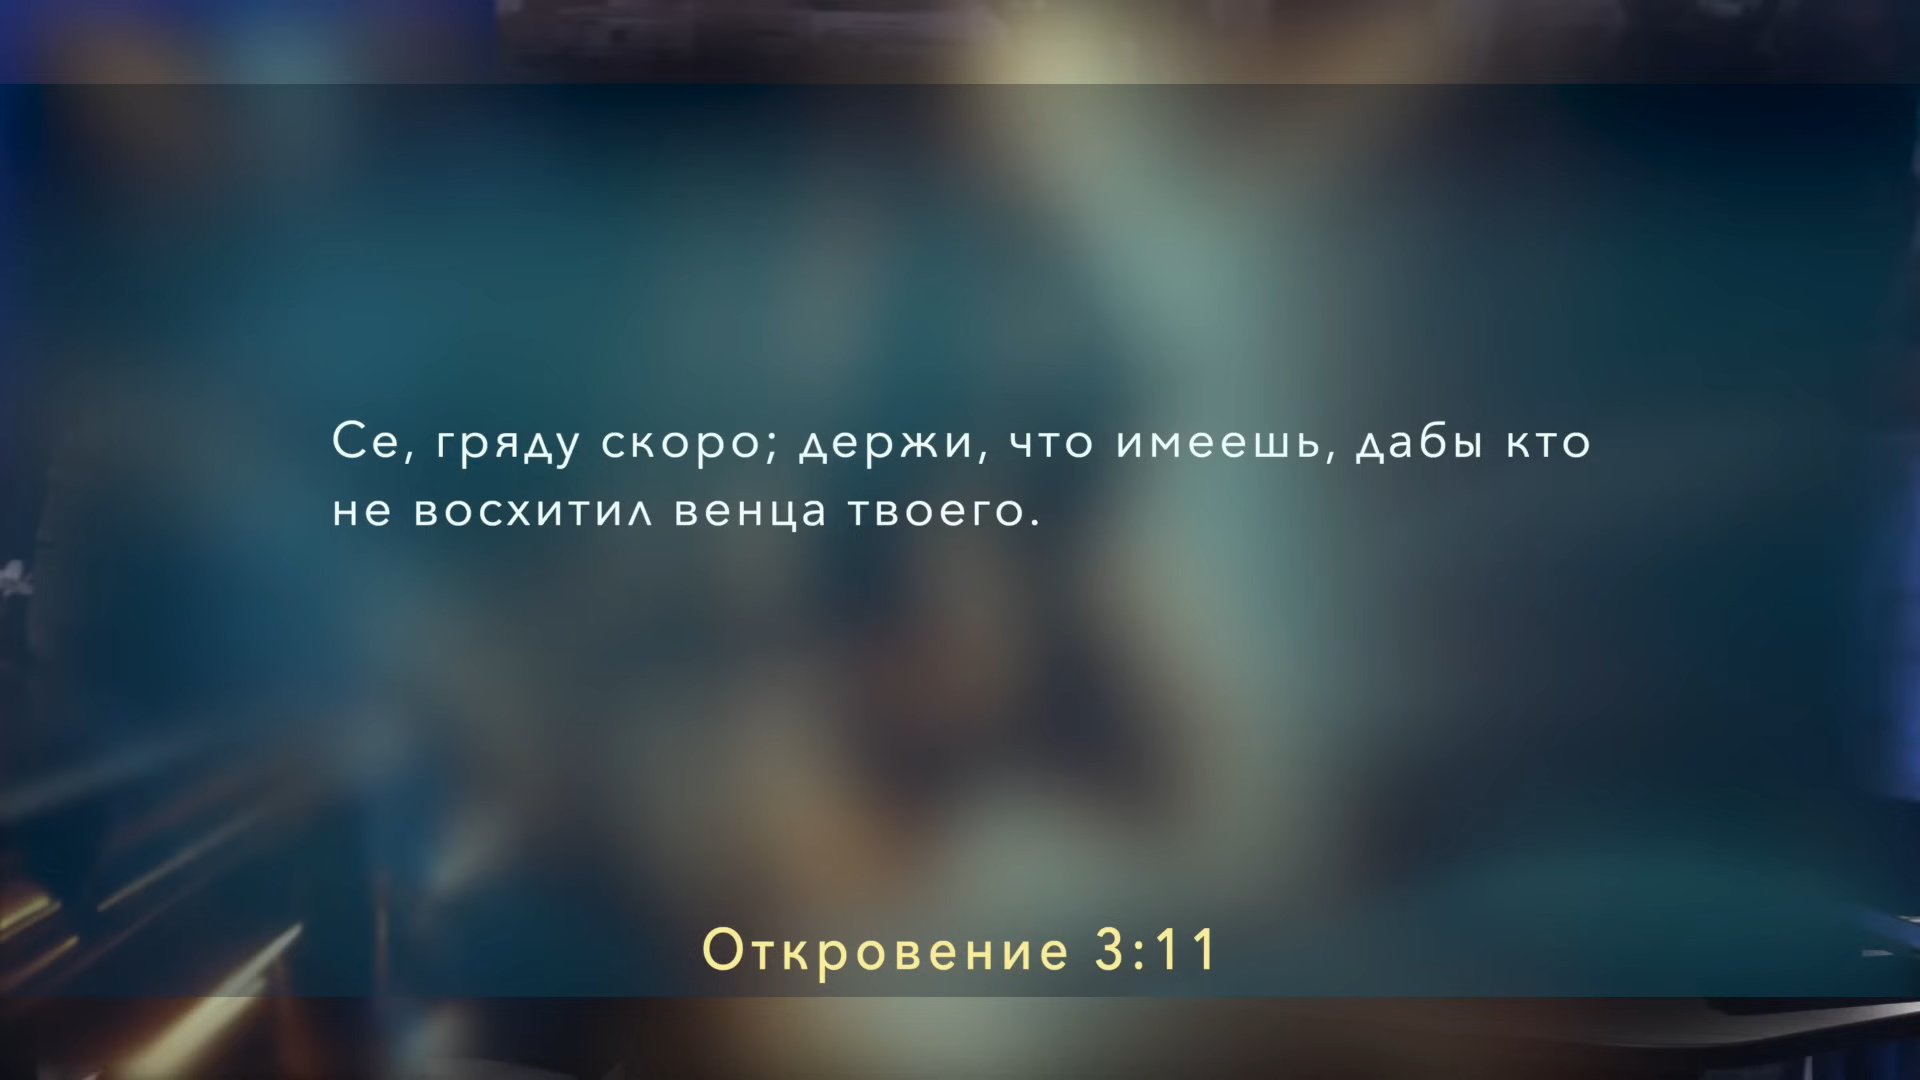 Се, гряду скоро; держи, что имеешь, дабы кто
не восхитил венца твоего.
Откровение 3:11